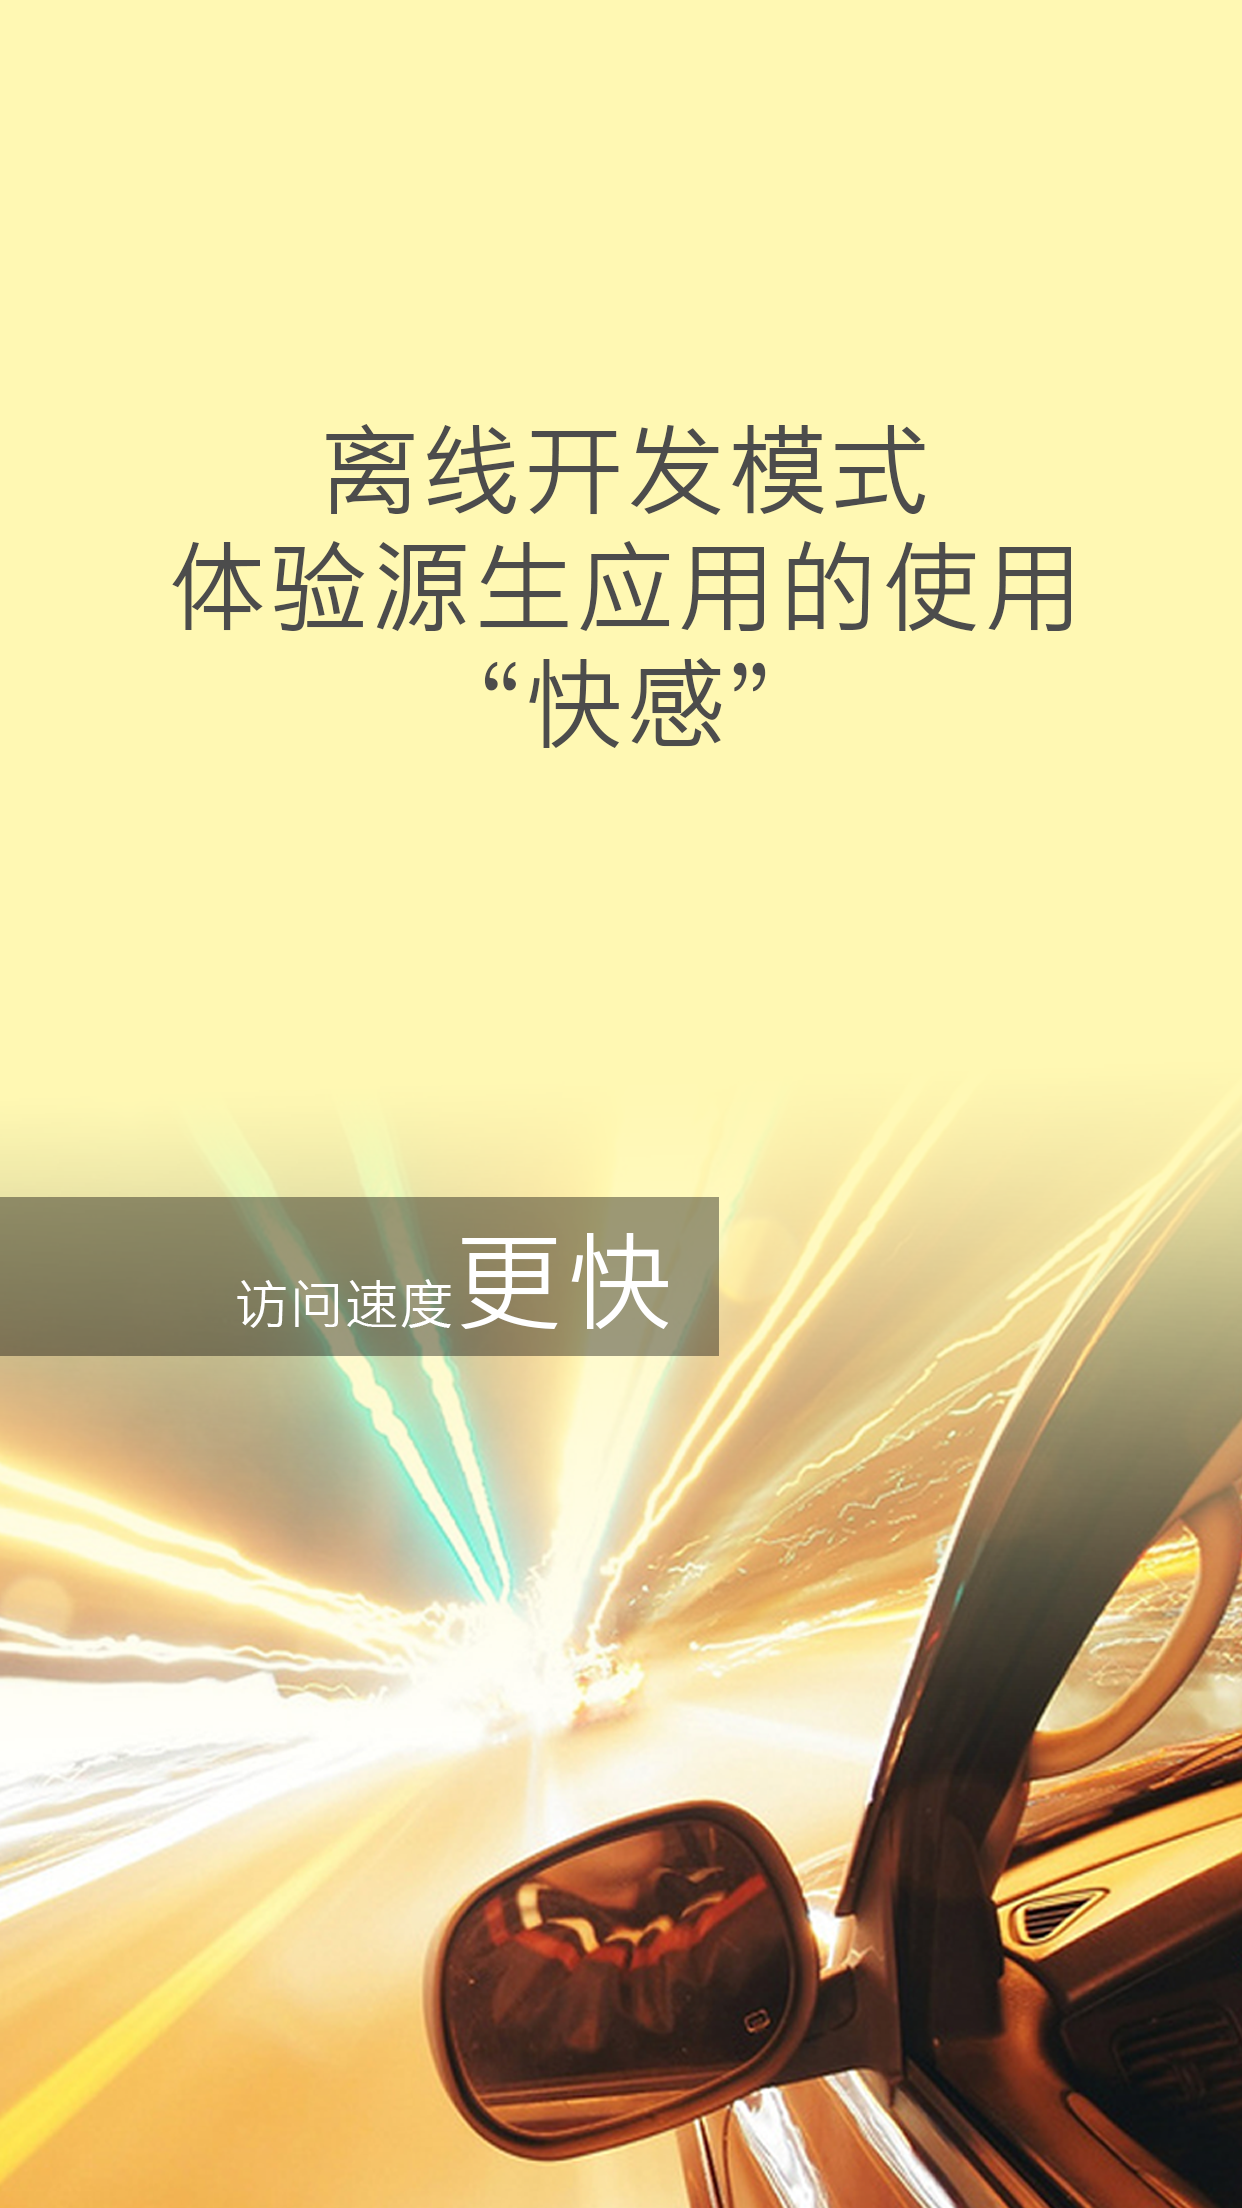 离线开发模式
体验源生应用的使用
“快感”
访问速度更快